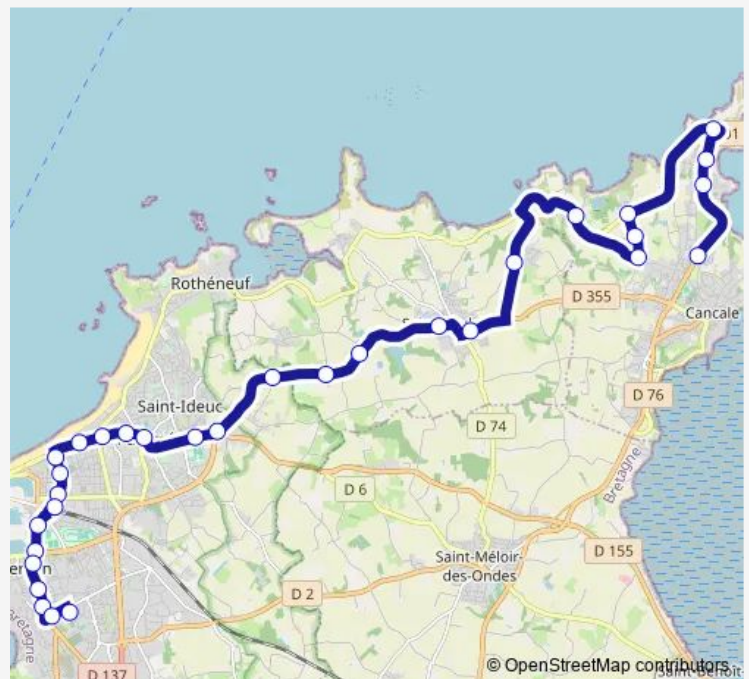 Rothéneuf
D 355
Cancale
Saint-Ideuc
D 76
D 74
Bretagne
D 6
D 155
Saint-Méloir-
des-Ondes
D 2
D 137
© OpenStreetMap contributors